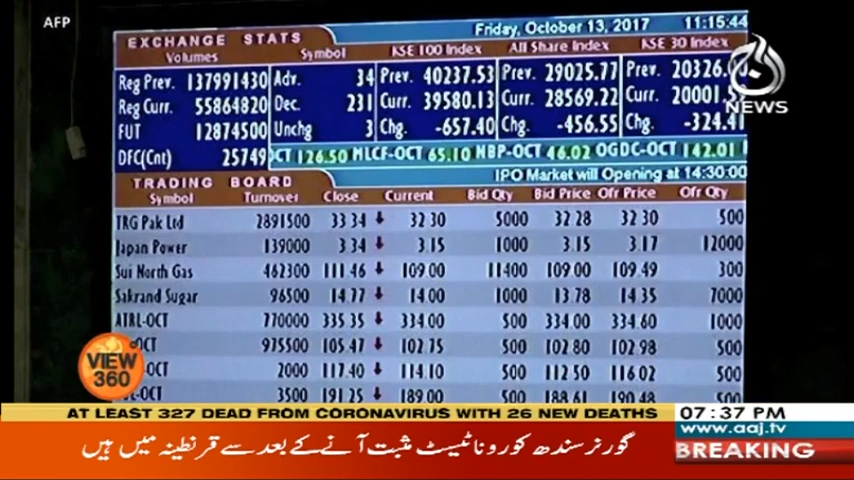 AFP
Friday, October 13, 2017 11:15:44
EXCHANGE STATS
Volumes Symbol KSE 100 Index All Share Index KSE 30 Index
Reg Prev. 137991430 Adv. 34 Prev. 40237.53 Prev. 29025.77 Prev.
Reg Curr. 55864820 Dec. 231 Curr. 39580.13 Curr. 28569.22 Curr.
FUT 12874500 Unchg 3 Chg. -657.40 Chg. -456.55 Chg. -324.41
DFC(Cnt) 25749 OCT 126.50 MLCF-OCT 65.10 NBP-OCT 46.02 OGDC-OCT 142.01
aaj
NEWS
TRADING BOARD IPO Market will Opening at 14:30:00
Symbol Turnover Close Current Bid Qty Bid Price Ofr Price Ofr Qty
TRG Pak Ltd 2891500 33.34 ↓ 32.30 5000 32.28 32.30 500
Japan Power 139000 3.34 ↓ 3.15 1000 3.15 3.17 12000
Sui North Gas 462300 111.46 ↓ 109.00 11400 109.00 109.49 300
Sakrand Sugar 96500 14.77 ↓ 14.00 1000 13.78 14.35 7000
ATRL-OCT 770000 335.35 ↓ 334.00 500 334.00 334.60 1000
OCT 975500 105.47 ↓ 102.75 500 102.80 102.98 500
-OCT 2000 117.40 ↓ 114.10 500 112.50 116.02 500
-OCT 3500 191.25 ↓ 189.00 500 188.61 190.48 500
VIEW
360
AT LEAST 327 DEAD FROM CORONAVIRUS WITH 26 NEW DEATHS 07:37 PM
www.aaj.tv
BREAKING
گورنر سندھ کورونا ٹیسٹ مثبت آنے کے بعد سے قرنطینہ میں ہیں